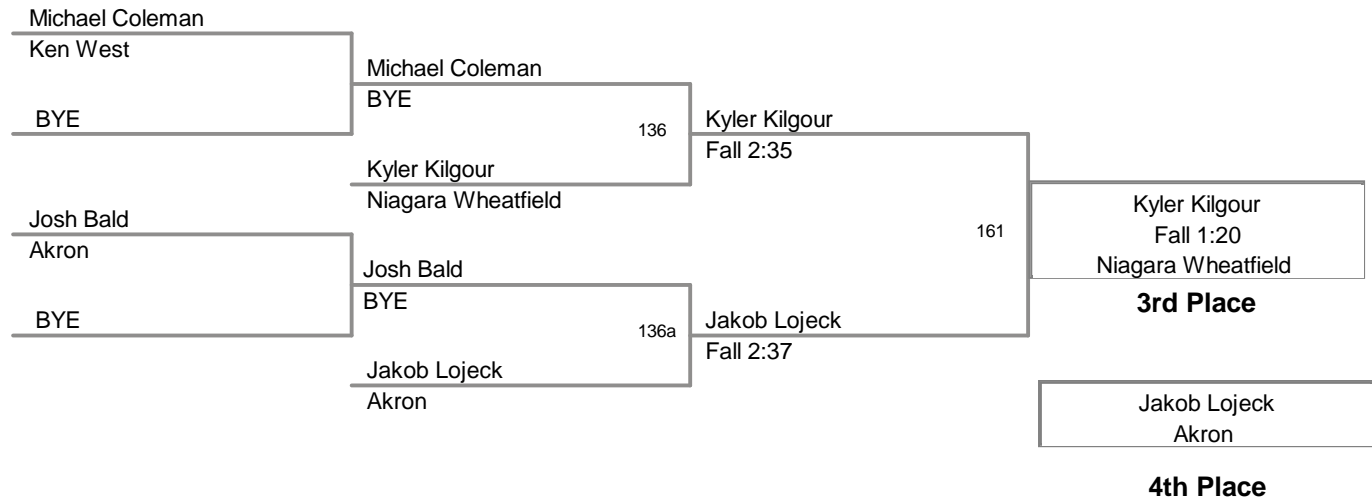 Michael Coleman
Ken West
BYE
Josh Bald
Akron
BYE
Michael Coleman
BYE
136
Kyler Kilgour
Niagara Wheatfield
Josh Bald
BYE
136a
Jakob Lojeck
Akron
Kyler Kilgour
Fall 2:35
161
Jakob Lojeck
Fall 2:37
Kyler Kilgour
Fall 1:20
Niagara Wheatfield
3rd Place
Jakob Lojeck
Akron
4th Place